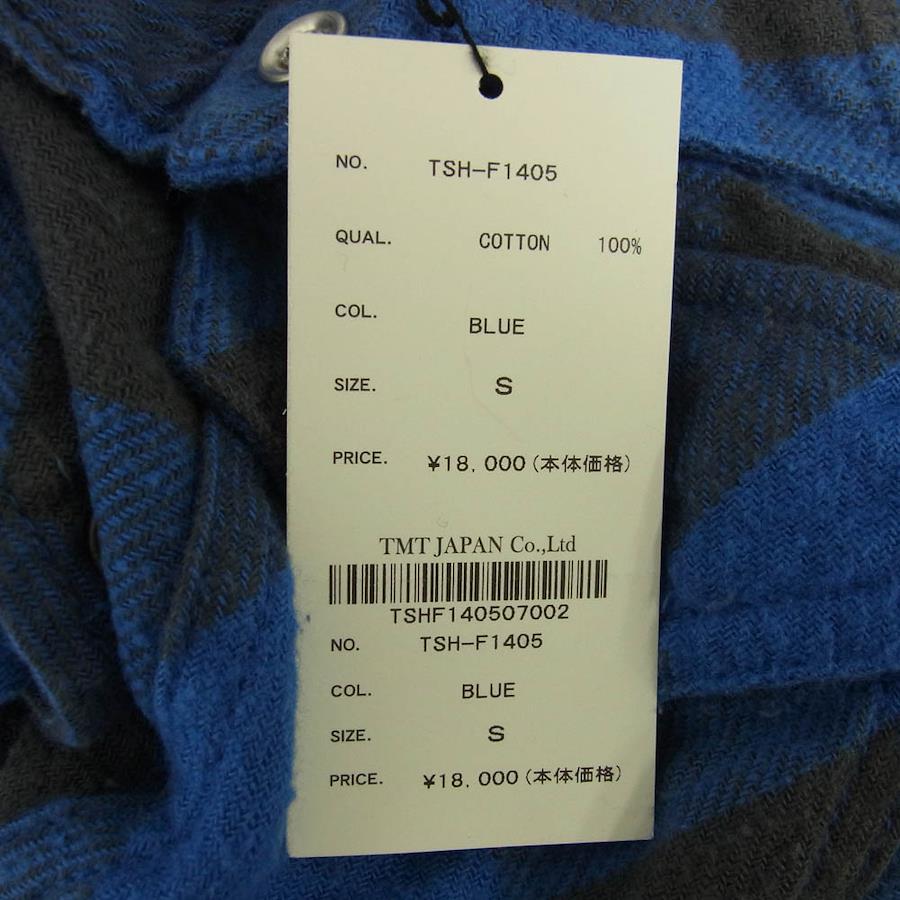 NO. TSH-F1405
QUAL. COTTON 100%
COL. BLUE
SIZE. S
PRICE. ¥18,000(本体価格)
TMT JAPAN Co.,Ltd
TSHF140507002
NO. TSH-F1405
COL. BLUE
SIZE. S
PRICE. ¥18,000(本体価格)